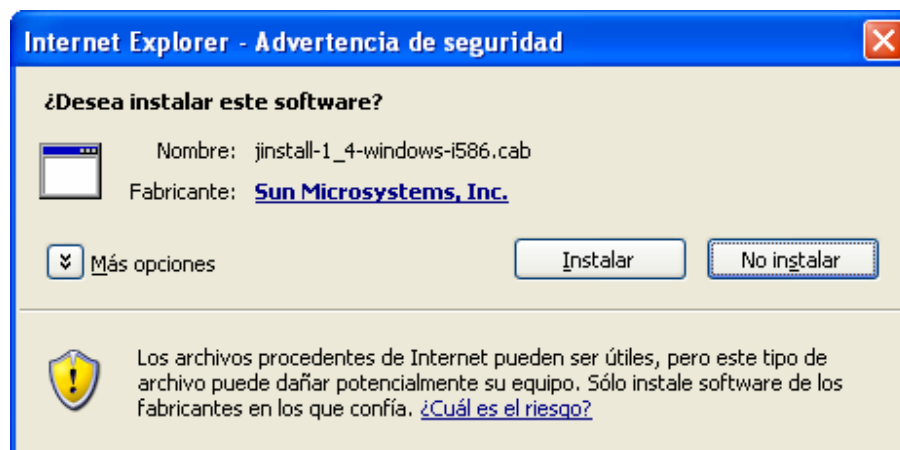 Internet Explorer - Advertencia de seguridad
¿Desea instalar este software?
Nombre: jinstall-1_4-windows-i586.cab
Fabricante: Sun Microsystems, Inc.
Más opciones
Instalar
No instalar
Los archivos procedentes de Internet pueden ser útiles, pero este tipo de
archivo puede dañar potencialmente su equipo. Sólo instale software de los
fabricantes en los que confía. ¿Cuál es el riesgo?